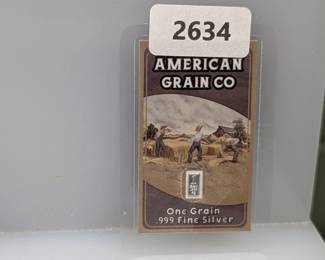 2634
AMERICAN
GRAIN CO
One Grain
.999 Fine Silver